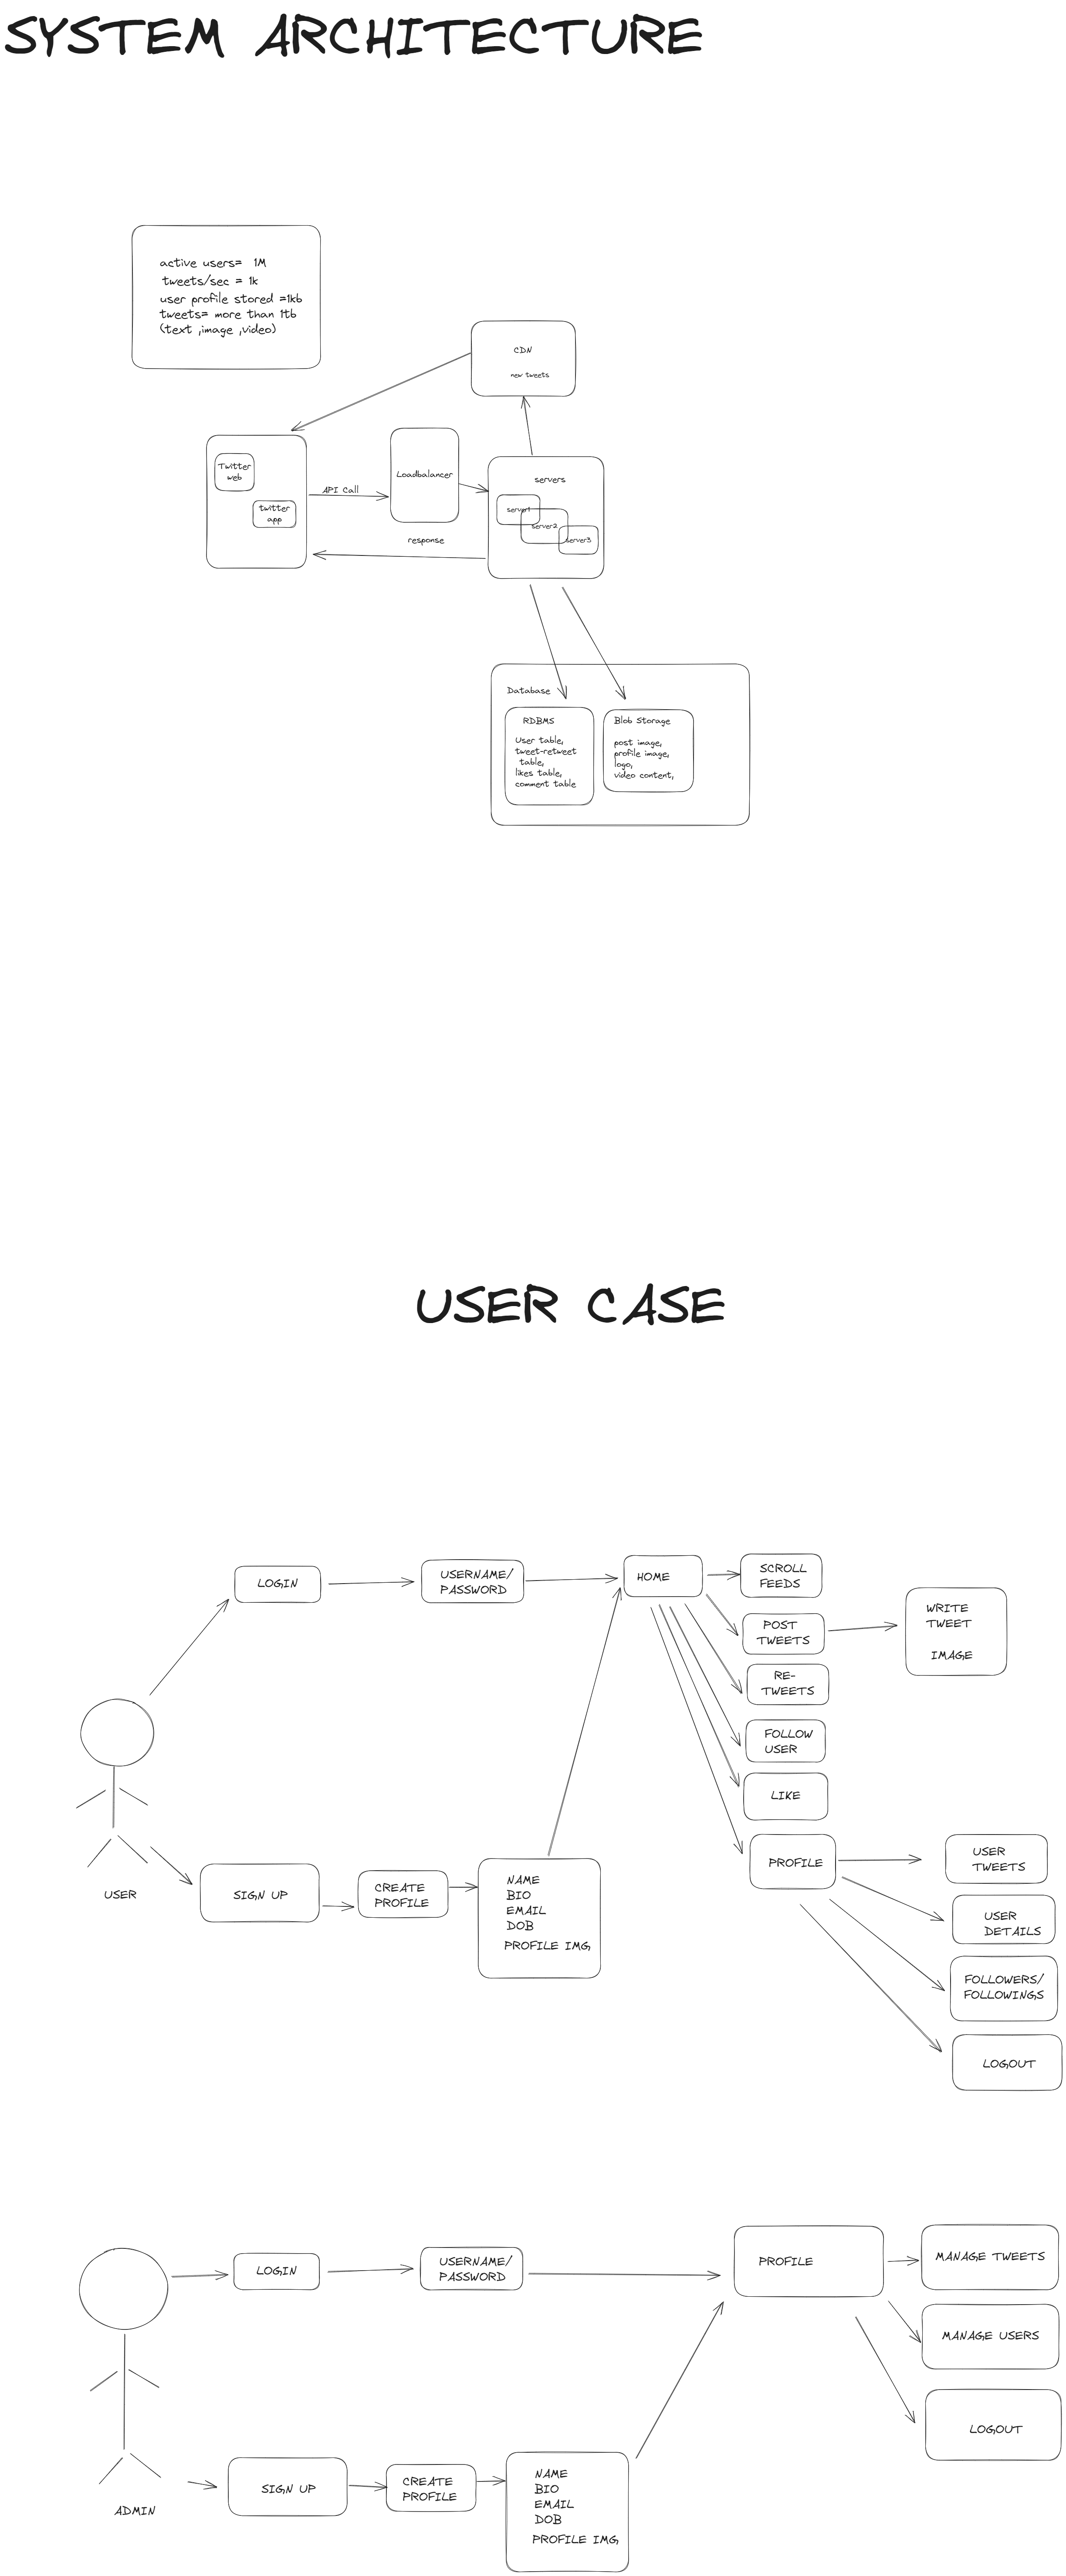 SYSTEM ARCHITECTURE
active users= 1M
tweets/sec = 1k
user profile stored =1kb
tweets= more than 1tb
(text ,image ,video)
CDN
new tweets
Twitter
web
twitter
app
API Call
Loadbalancer
servers
server1
server2
server3
response
Database
RDBMS
User table,
tweet-retweet
table,
likes table,
comment table
Blob Storage
post image,
profile image,
logo,
video content,
USER CASE
LOGIN
USERNAME/
PASSWORD
HOME
SCROLL
FEEDS
POST
TWEETS
WRITE
TWEET
IMAGE
RE-
TWEETS
FOLLOW
USER
LIKE
PROFILE
USER
TWEETS
USER
DETAILS
FOLLOWERS/
FOLLOWINGS
LOGOUT
USER
SIGN UP
CREATE
PROFILE
NAME
BIO
EMAIL
DOB
PROFILE IMG,
LOGIN
USERNAME/
PASSWORD
PROFILE
MANAGE TWEETS
MANAGE USERS
LOGOUT
ADMIN
SIGN UP
CREATE
PROFILE
NAME
BIO
EMAIL
DOB
PROFILE IMG,